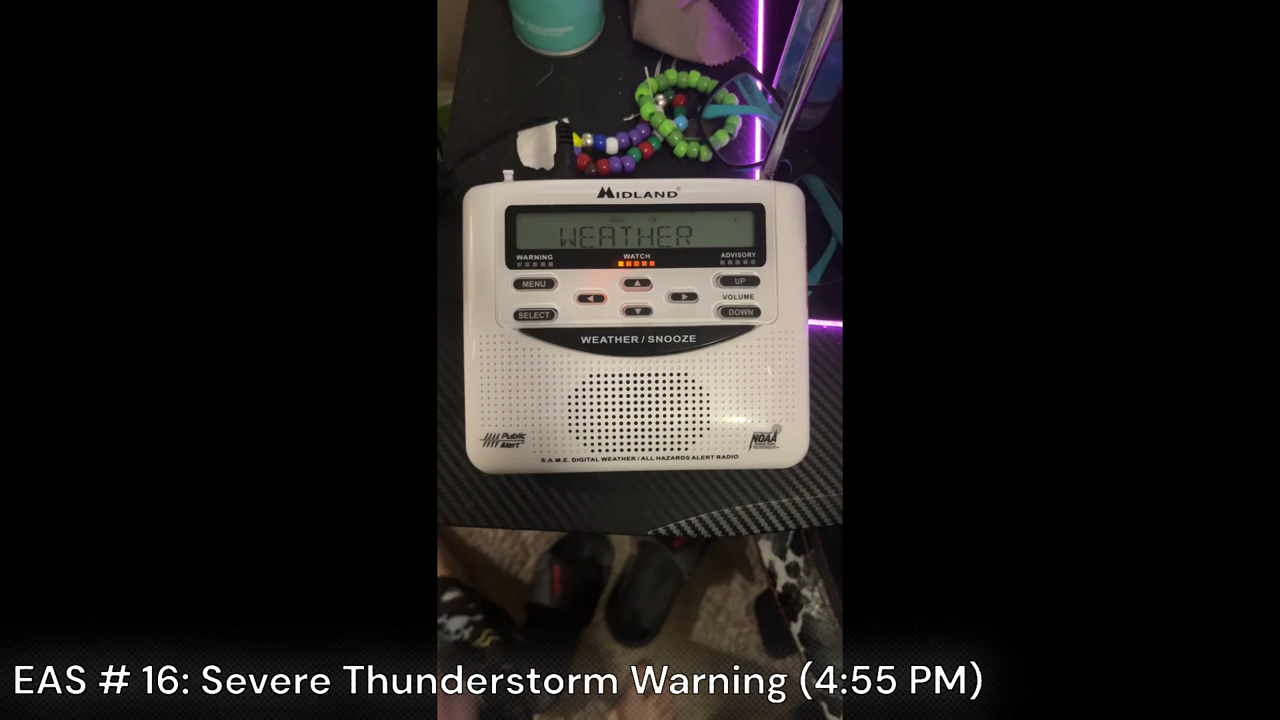 MIDLAND
WEATHER
WARNING
WATCH
ADVISORY
MENU
UP
VOLUME
SELECT
DOWN
WEATHER / SNOOZE
Public
Alert
NOAA
S.A.M.E. DIGITAL WEATHER / ALL HAZARDS ALERT RADIO
EAS # 16: Severe Thunderstorm Warning (4:55 PM)